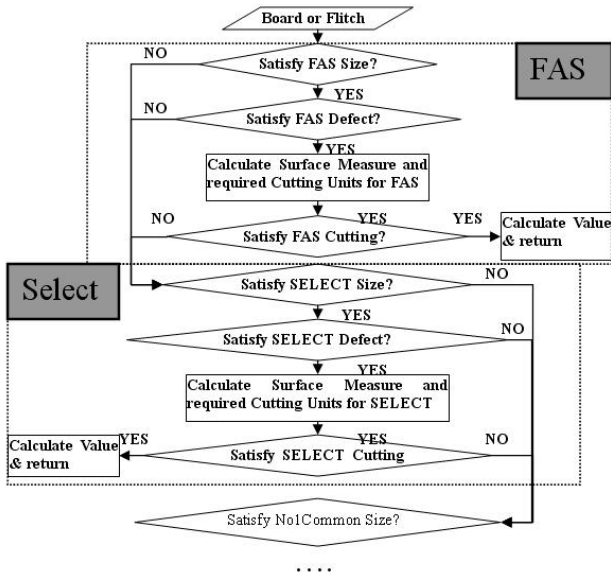 Board or Flitch
NO
Satisfy FAS Size?
FAS
YES
NO
Satisfy FAS Defect?
YES
Calculate Surface Measure and
required Cutting Units for FAS
NO
YES
YES
Calculate Value
& return
Satisfy FAS Cutting?
Select
Satisfy SELECT Size?
NO
YES
Satisfy SELECT Defect?
NO
YES
Calculate Surface Measure and
required Cutting Units for SELECT
Calculate Value
& return
YES
YES
NO
Satisfy SELECT Cutting
Satisfy No1Common Size?
. . . .